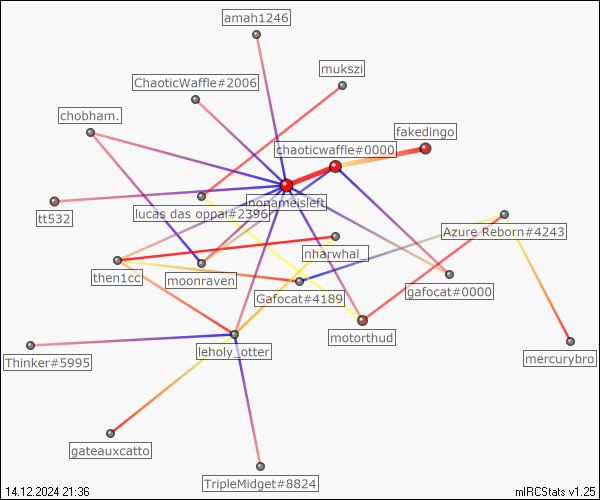 amah1246
mukszi
ChaoticWaffle#2006
chobham.
fakedingo
chaoticwaffle#0000
nonameisleft
lucas das oppai#2396
tt532
Azure Reborn#4243
nharwhal_
then1cc
moonraven
Gafocat#4189
gafocat#0000
motorthud
leholy_otter
Thinker#5995
mercurybro
gateauxcatto
TripleMidget#8824
14.12.2024 21:36
mIRCStats v1.25